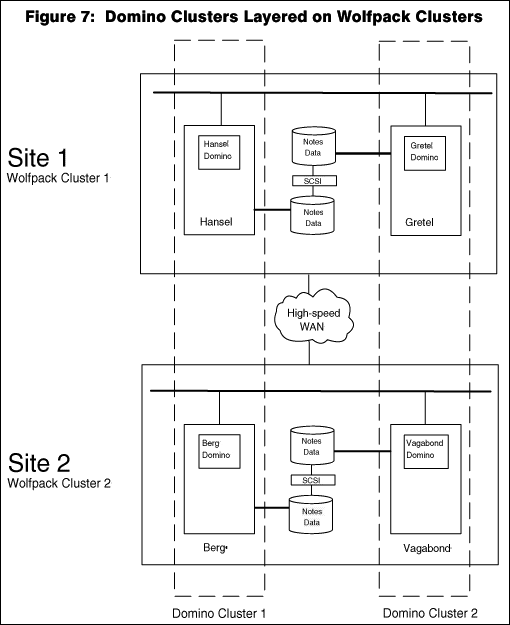 Figure 7: Domino Clusters Layered on Wolfpack Clusters
Site 1
Wolfpack Cluster 1
Hansel
Domino
Hansel
Notes
Data
SCSI
Notes
Data
Gretel
Domino
Gretel
High-speed
WAN
Site 2
Wolfpack Cluster 2
Berg
Domino
Berg
Notes
Data
SCSI
Notes
Data
Vagabond
Domino
Vagabond
Domino Cluster 1
Domino Cluster 2